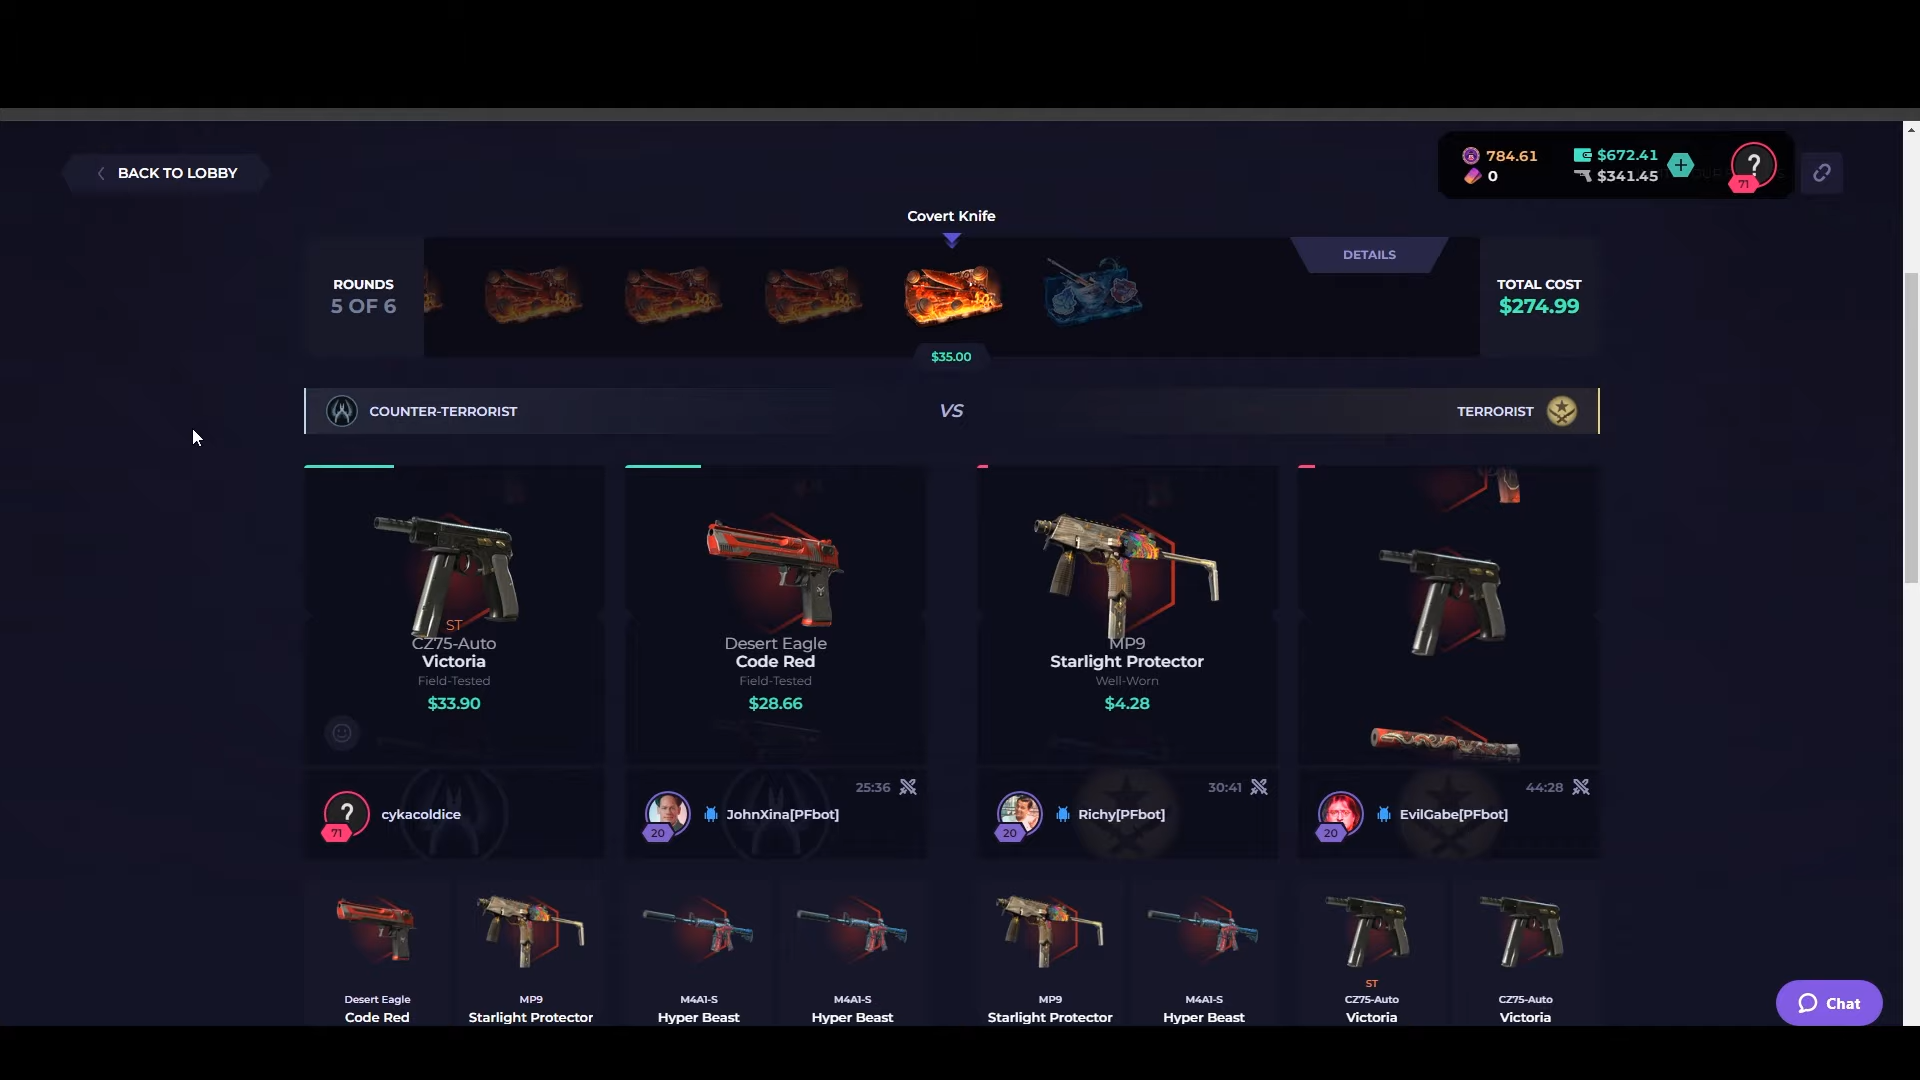 BACK TO LOBBY
784.61
$672.41
0
$341.45
71
Covert Knife
DETAILS
ROUNDS
5 OF 6
TOTAL COST
$274.99
$35.00
COUNTER-TERRORIST
VS
TERRORIST
ST
CZ75-Auto
Victoria
Field-Tested
$33.90
Desert Eagle
Code Red
Field-Tested
$28.66
MP9
Starlight Protector
Well-Worn
$4.28
71
cykacoldice
25:36
20
JohnXina[PFbot]
30:41
20
Richy[PFbot]
44:28
20
EvilGabe[PFbot]
Desert Eagle
Code Red
MP9
Starlight Protector
M4A1-S
Hyper Beast
M4A1-S
Hyper Beast
MP9
Starlight Protector
M4A1-S
Hyper Beast
ST
CZ75-Auto
Victoria
CZ75-Auto
Victoria
Chat